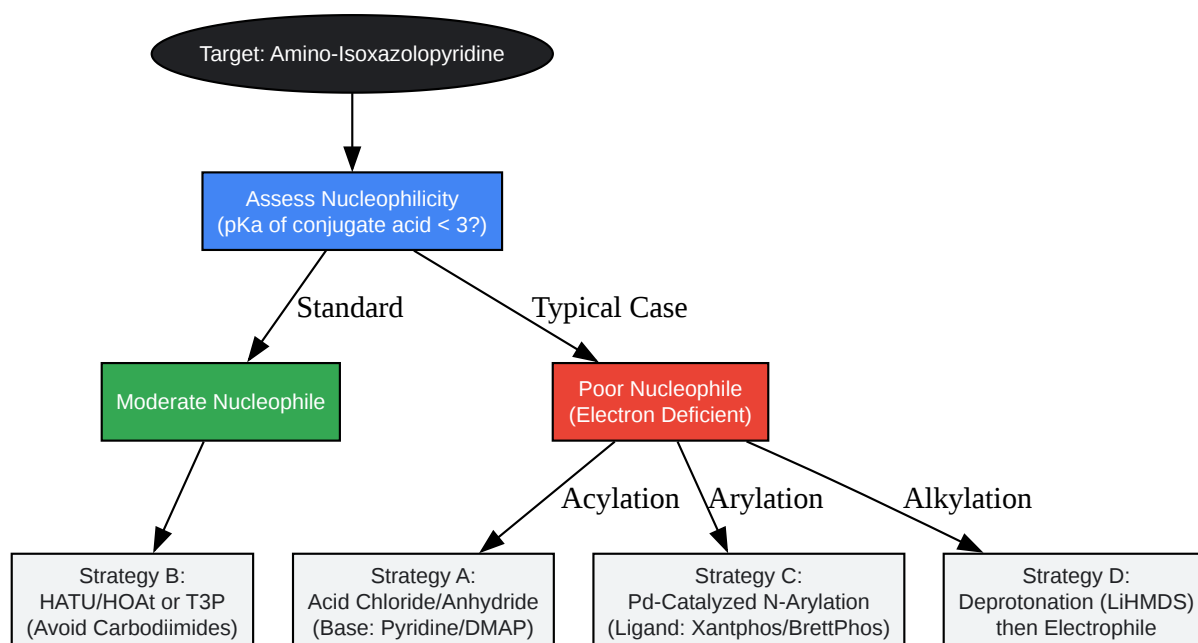 Target: Amino-Isoxazolopyridine
Assess Nucleophilicity
(pKa of conjugate acid < 3?)
Standard
Typical Case
Moderate Nucleophile
Poor Nucleophile
(Electron Deficient)
Acylation
Arylation
Alkylation
Strategy B:
HATU/HOAt or T3P
(Avoid Carbodiimides)
Strategy A:
Acid Chloride/Anhydride
(Base: Pyridine/DMAP)
Strategy C:
Pd-Catalyzed N-Arylation
(Ligand: Xantphos/BrettPhos)
Strategy D:
Deprotonation (LiHMDS)
then Electrophile